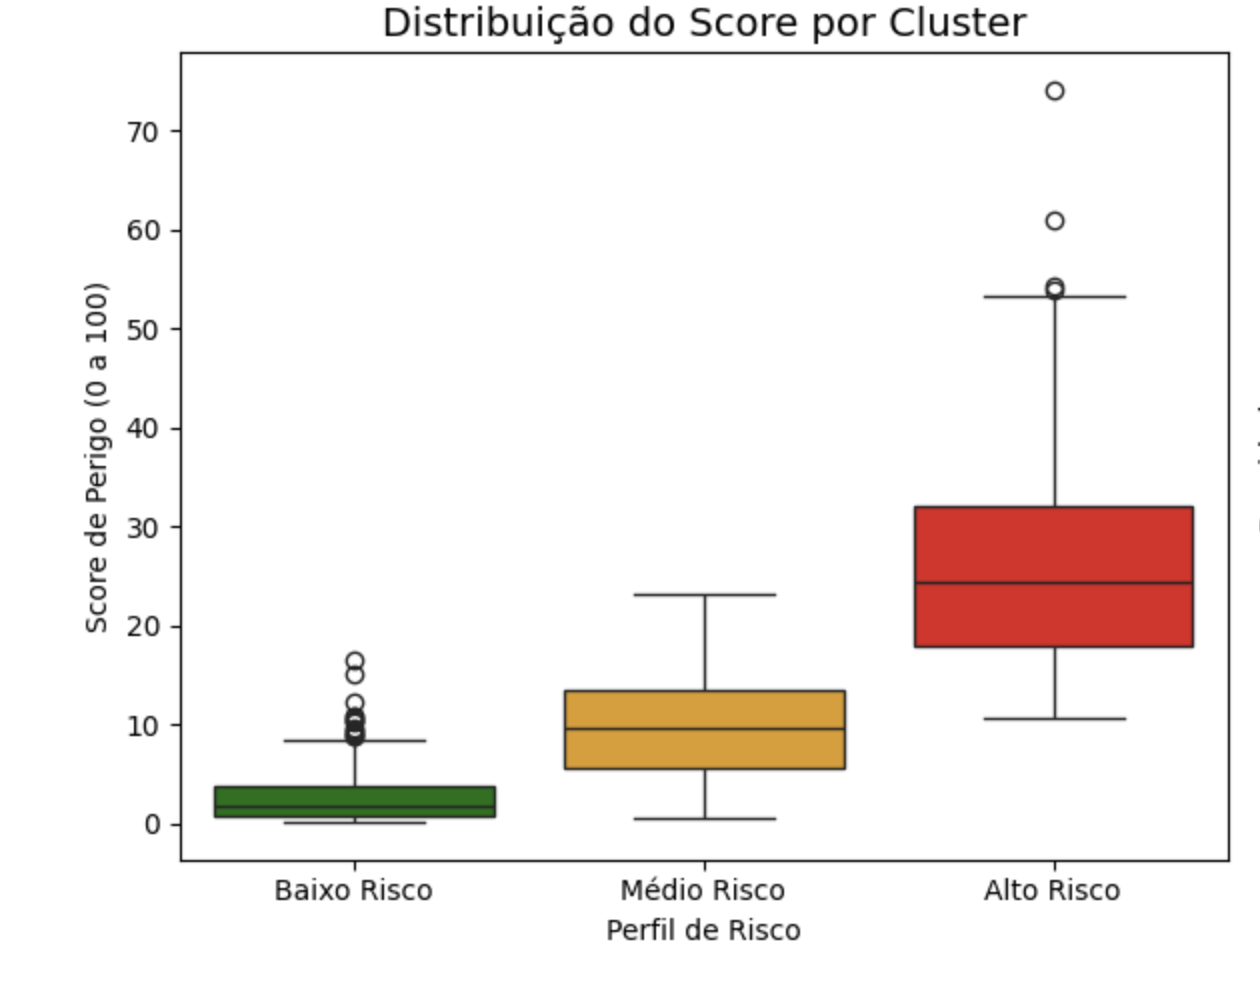 Distribuição do Score por Cluster
Score de Perigo (0 a 100)
70
60
50
40
30
20
10
0
Baixo Risco Médio Risco Alto Risco
Perfil de Risco